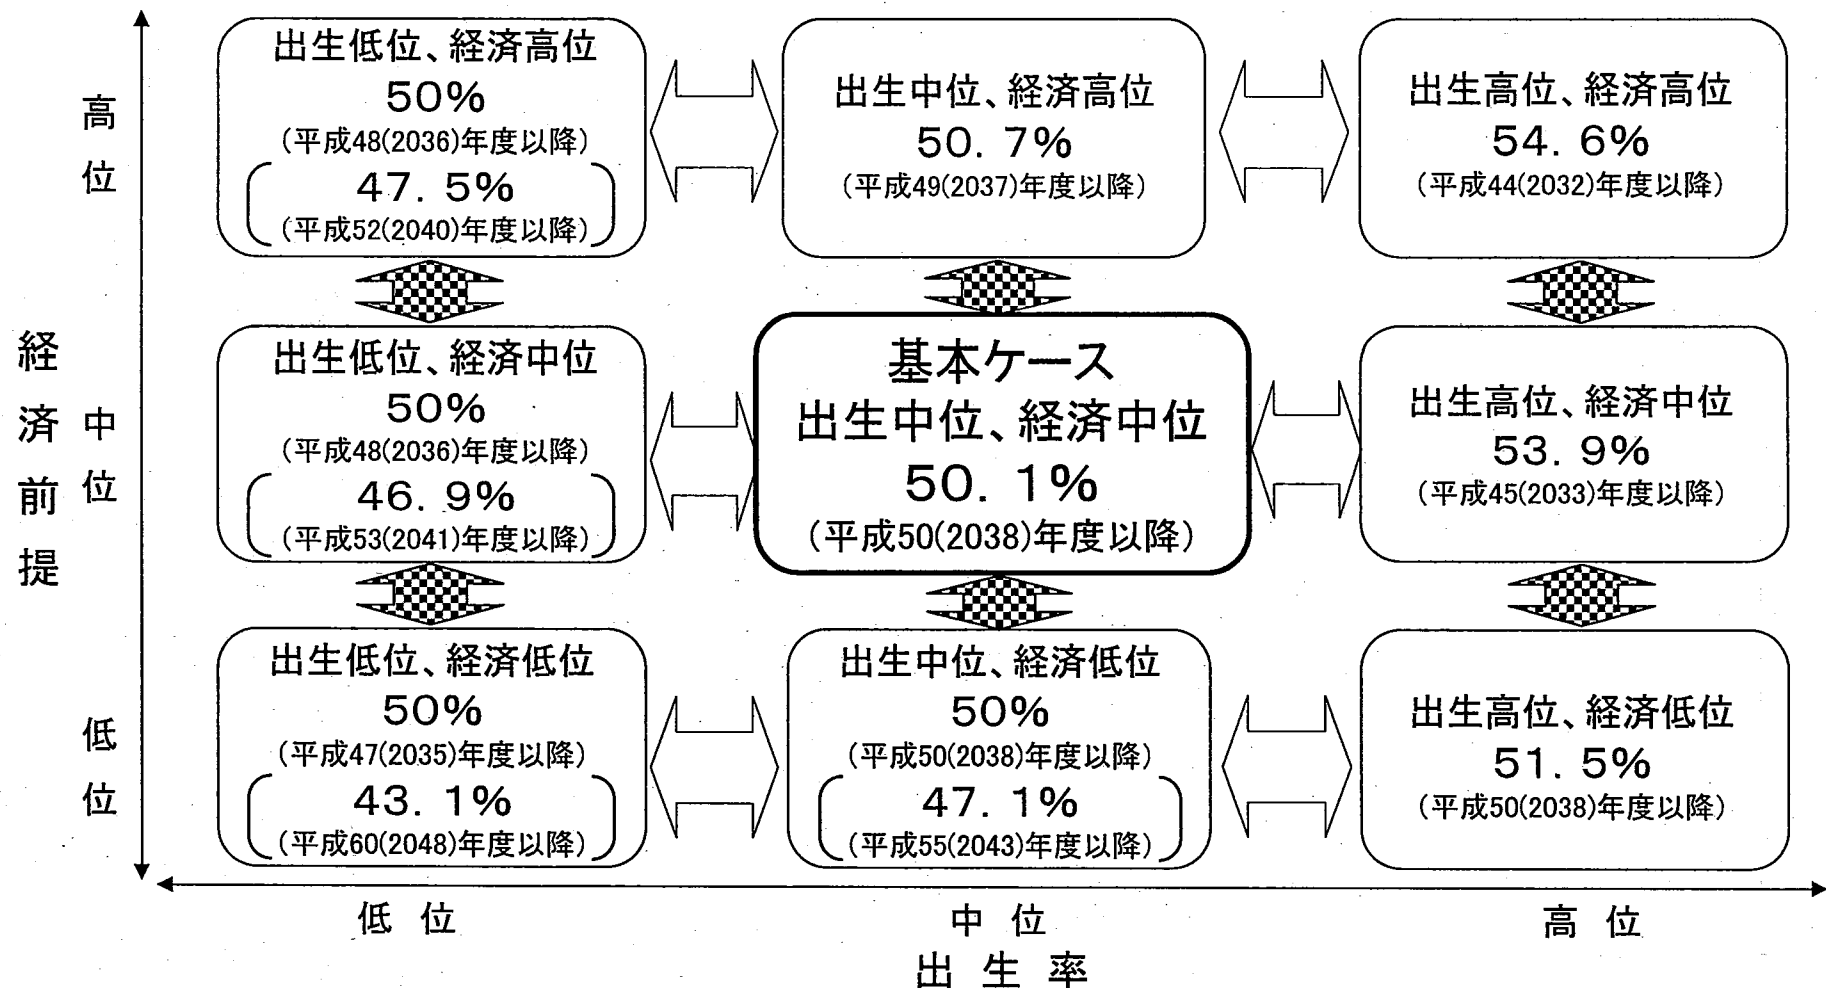 経済前提
高位
中位
低位
出生低位、経済高位
50%
(平成48(2036)年度以降)
47.5%
(平成52(2040)年度以降)
出生中位、経済高位
50.7%
(平成49(2037)年度以降)
出生高位、経済高位
54.6%
(平成44(2032)年度以降)
出生低位、経済中位
50%
(平成48(2036)年度以降)
46.9%
(平成53(2041)年度以降)
基本ケース
出生中位、経済中位
50.1%
(平成50(2038)年度以降)
出生高位、経済中位
53.9%
(平成45(2033)年度以降)
出生低位、経済低位
50%
(平成47(2035)年度以降)
43.1%
(平成60(2048)年度以降)
出生中位、経済低位
50%
(平成50(2038)年度以降)
47.1%
(平成55(2043)年度以降)
出生高位、経済低位
51.5%
(平成50(2038)年度以降)
低位
中位
高位
出生率